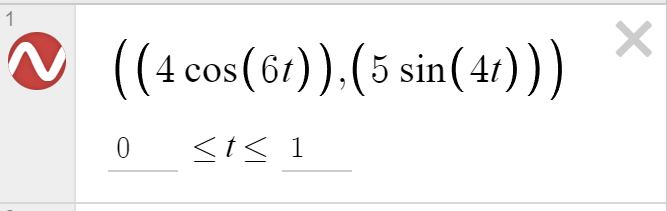 1
((4 cos(6t)),(5 sin(4t)))
0 ≤ t ≤ 1